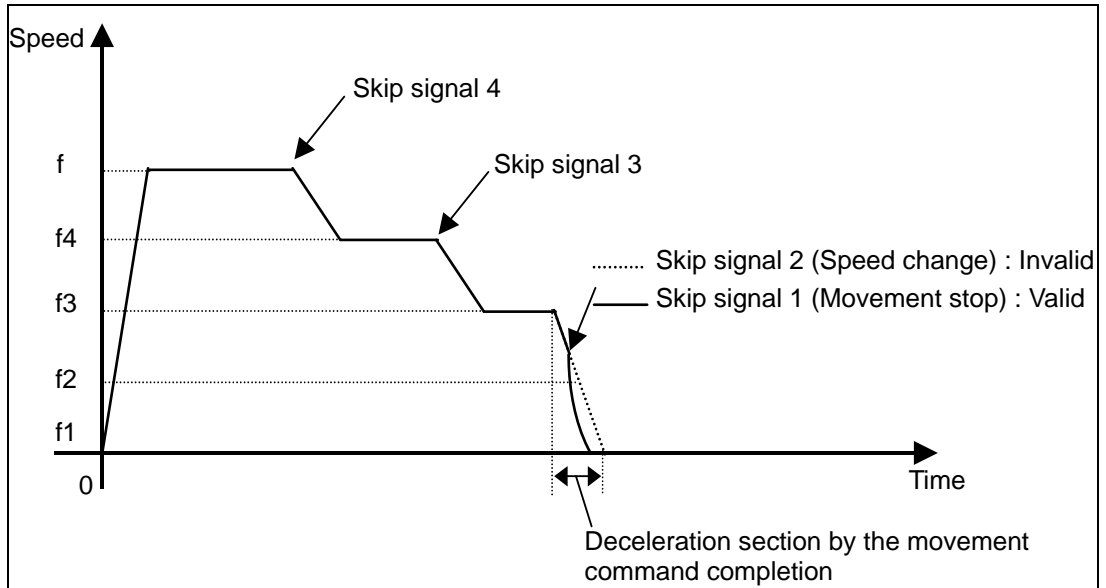 Speed
Skip signal 4
f
Skip signal 3
f4
Skip signal 2 (Speed change) : Invalid
f3
Skip signal 1 (Movement stop) : Valid
f2
f1
0
Time
Deceleration section by the movement
command completion